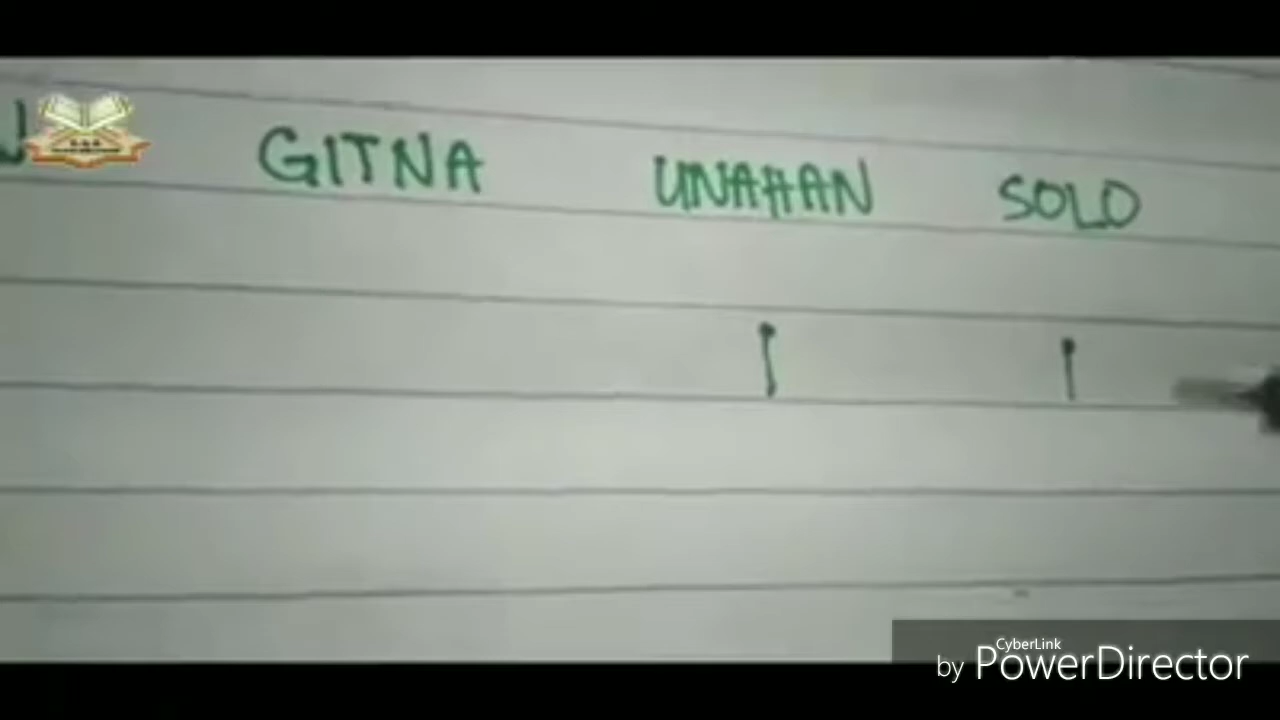 GITNA UNAHAN SOLO
ا ا
CyberLink
by PowerDirector